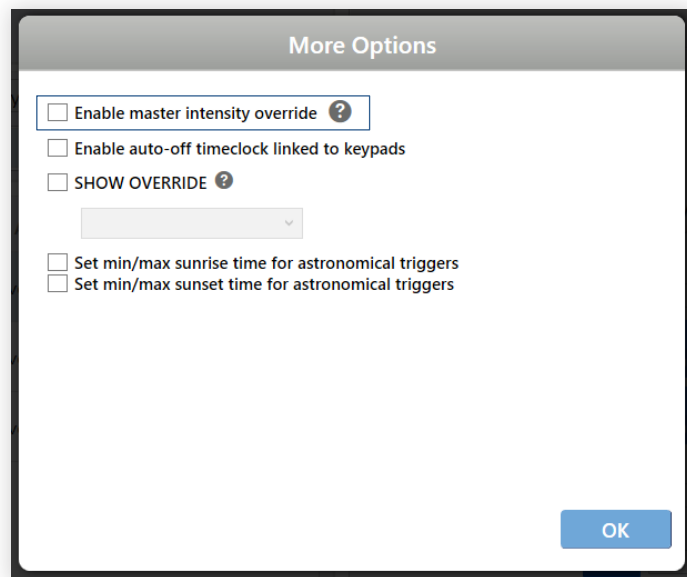 More Options
Enable master intensity override ?
Enable auto-off timeclock linked to keypads
SHOW OVERRIDE ?
Set min/max sunrise time for astronomical triggers
Set min/max sunset time for astronomical triggers
OK